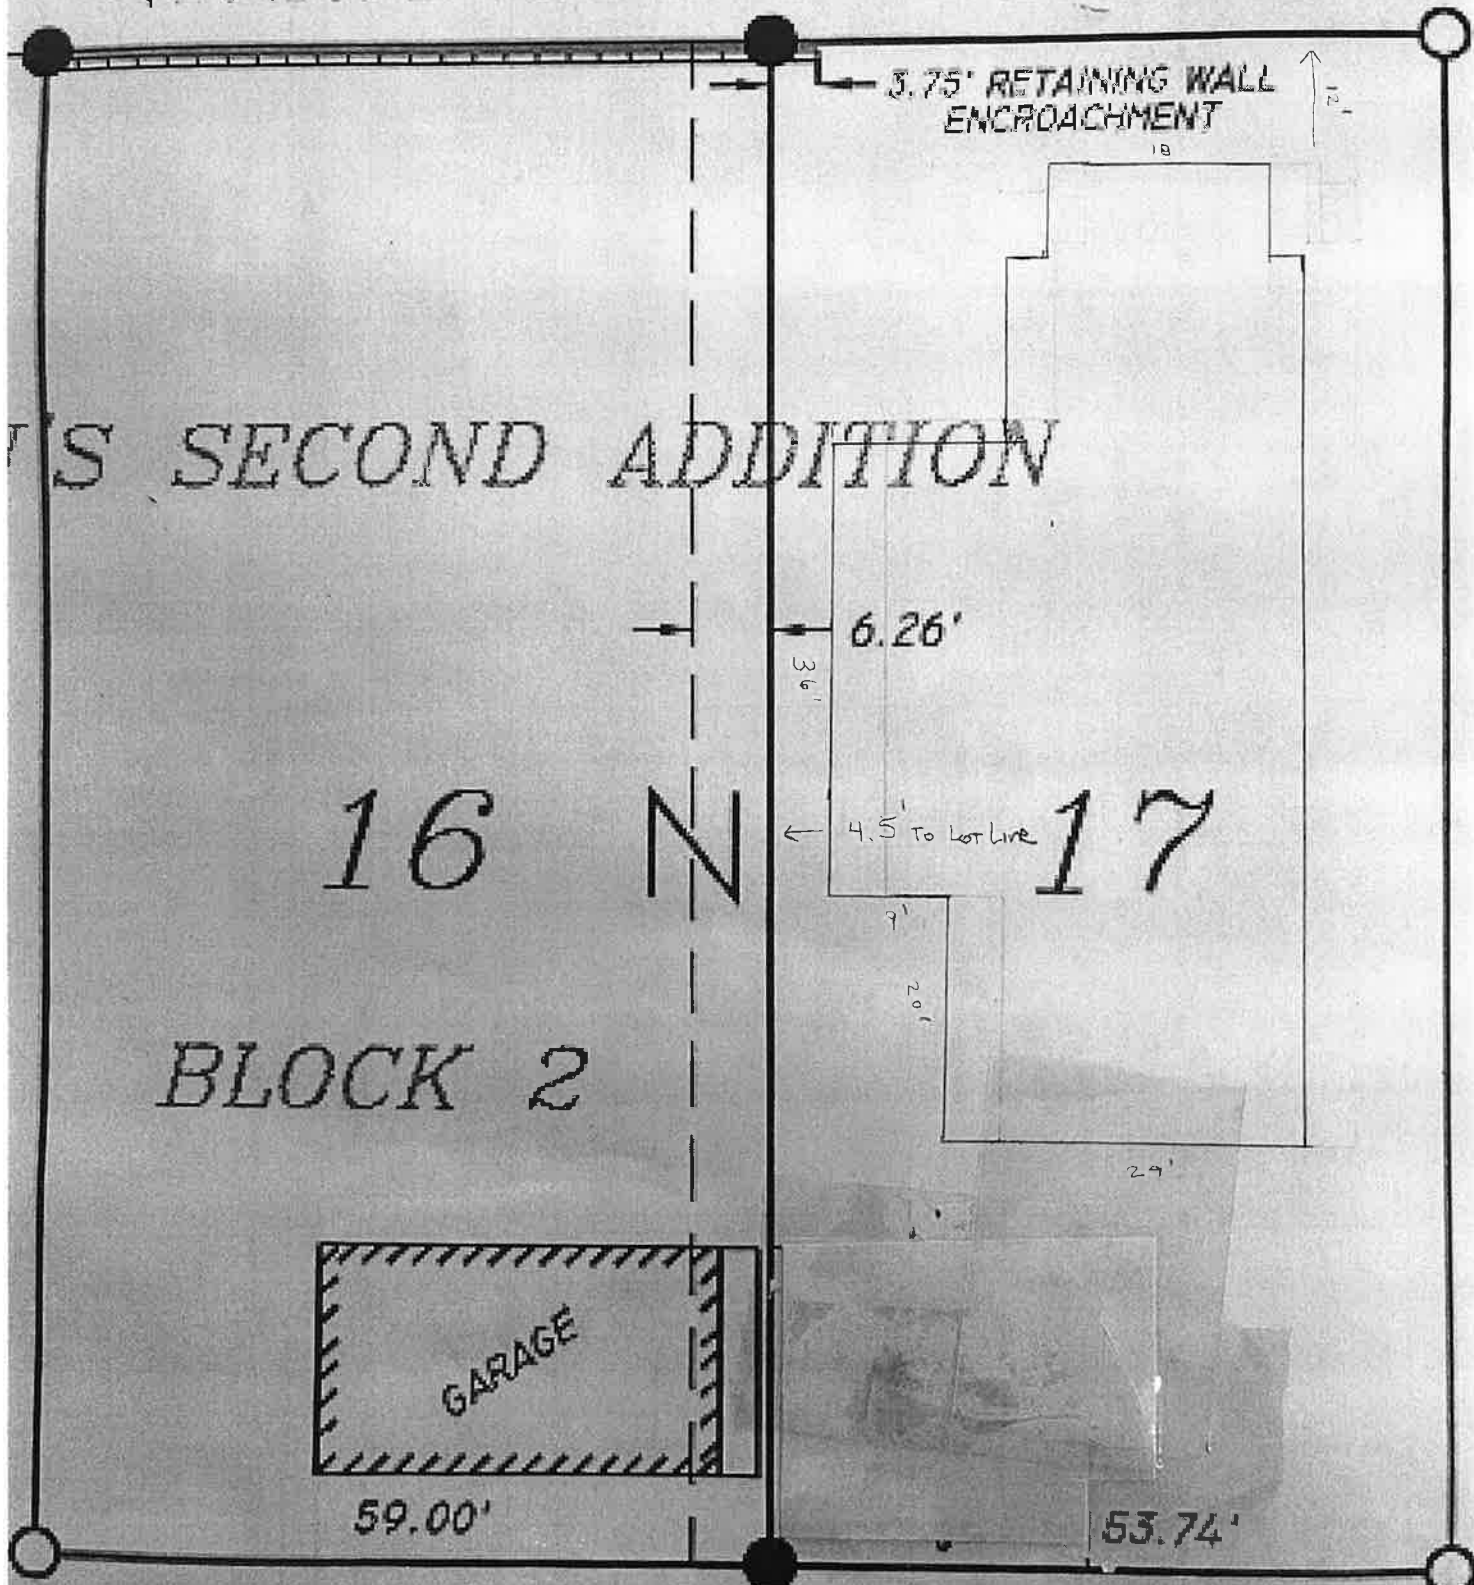 3.75' RETAINING WALL
ENCROACHMENT
12'
18
'S SECOND ADDITION
6.26'
36'
16 N
4.5' To Lot Line
17
9'
20'
BLOCK 2
29'
GARAGE
59.00'
53.74'